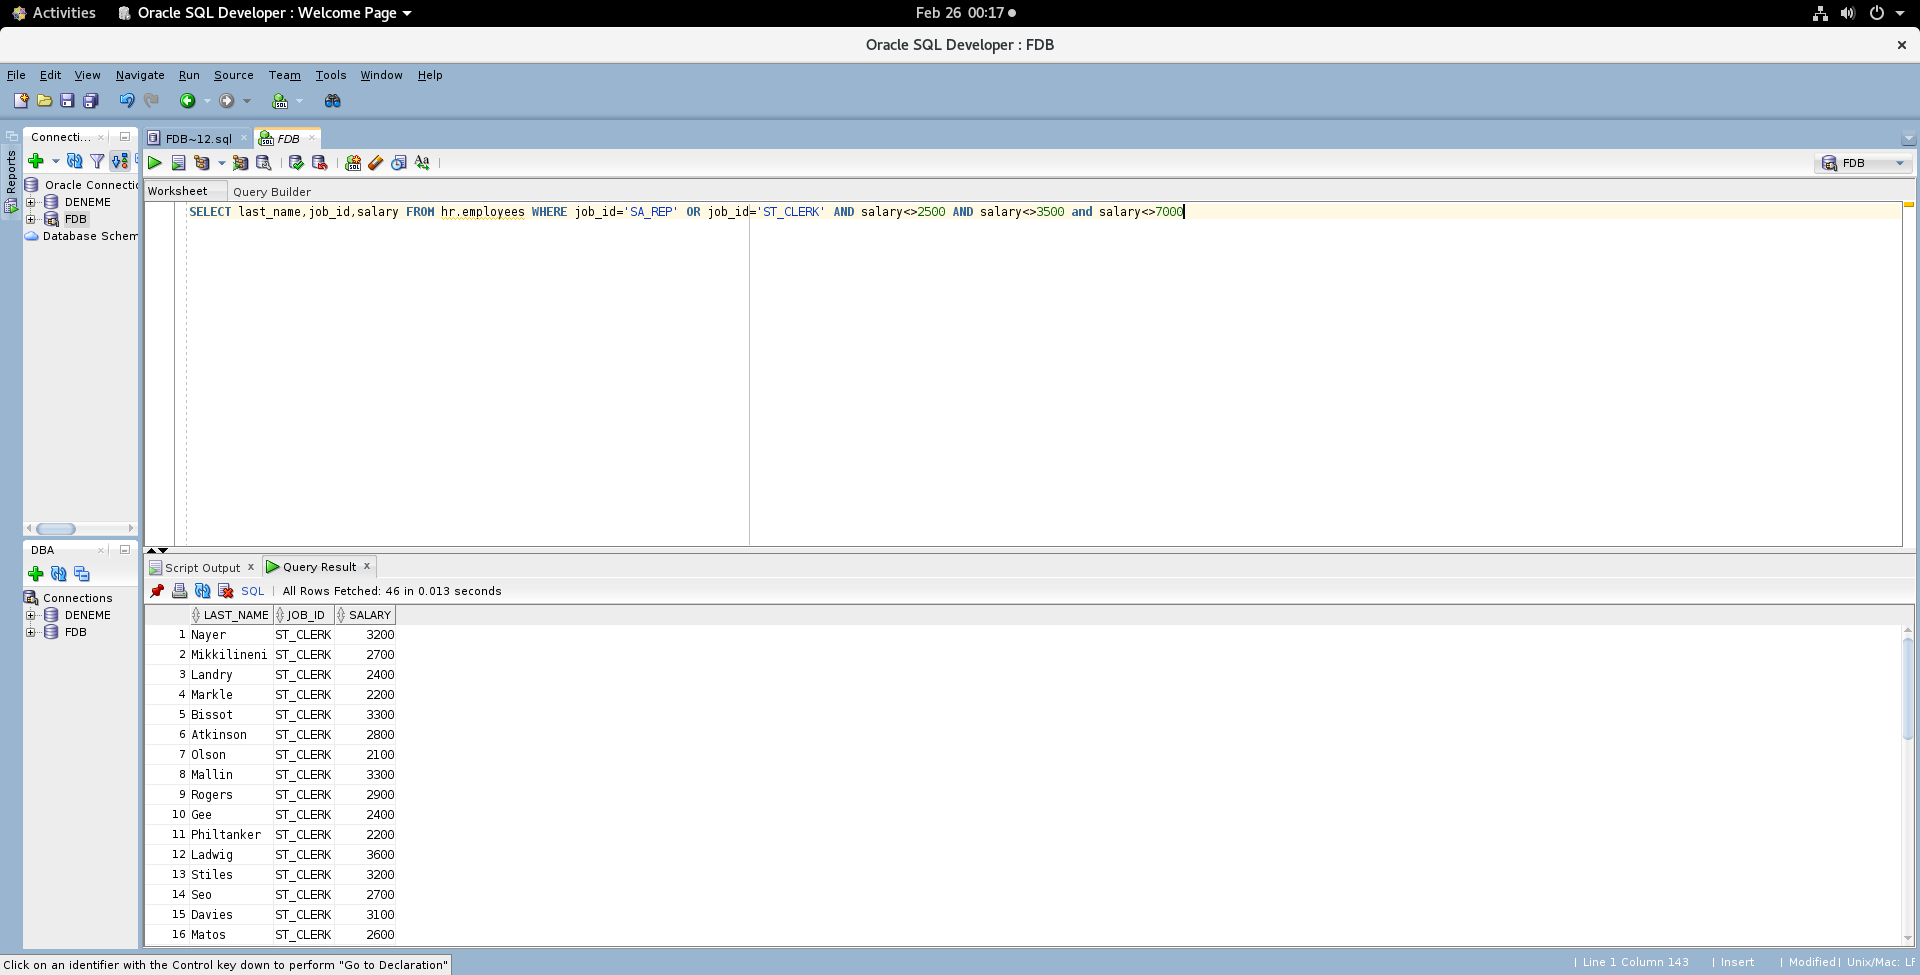 Activities
Oracle SQL Developer : Welcome Page
Feb 26 00:17
Oracle SQL Developer : FDB
File Edit View Navigate Run Source Team Tools Window Help
Reports
Connecti...
Oracle Connectio
DENEME
FDB
Database Schem
FDB~12.sql
FDB
FDB
Worksheet
Query Builder
SELECT last_name,job_id,salary FROM hr.employees WHERE job_id='SA_REP' OR job_id='ST_CLERK' AND salary<>2500 AND salary<>3500 and salary<>7000
DBA
Connections
DENEME
FDB
Script Output x
Query Result x
SQL | All Rows Fetched: 46 in 0.013 seconds
LAST_NAME JOB_ID SALARY
1 Nayer ST_CLERK 3200
2 Mikkilineni ST_CLERK 2700
3 Landry ST_CLERK 2400
4 Markle ST_CLERK 2200
5 Bissot ST_CLERK 3300
6 Atkinson ST_CLERK 2800
7 Olson ST_CLERK 2100
8 Mallin ST_CLERK 3300
9 Rogers ST_CLERK 2900
10 Gee ST_CLERK 2400
11 Philtanker ST_CLERK 2200
12 Ladwig ST_CLERK 3600
13 Stiles ST_CLERK 3200
14 Seo ST_CLERK 2700
15 Davies ST_CLERK 3100
16 Matos ST_CLERK 2600
Click on an identifier with the Control key down to perform "Go to Declaration"
| Line 1 Column 143 | Insert | Modified | Unix/Mac: LF